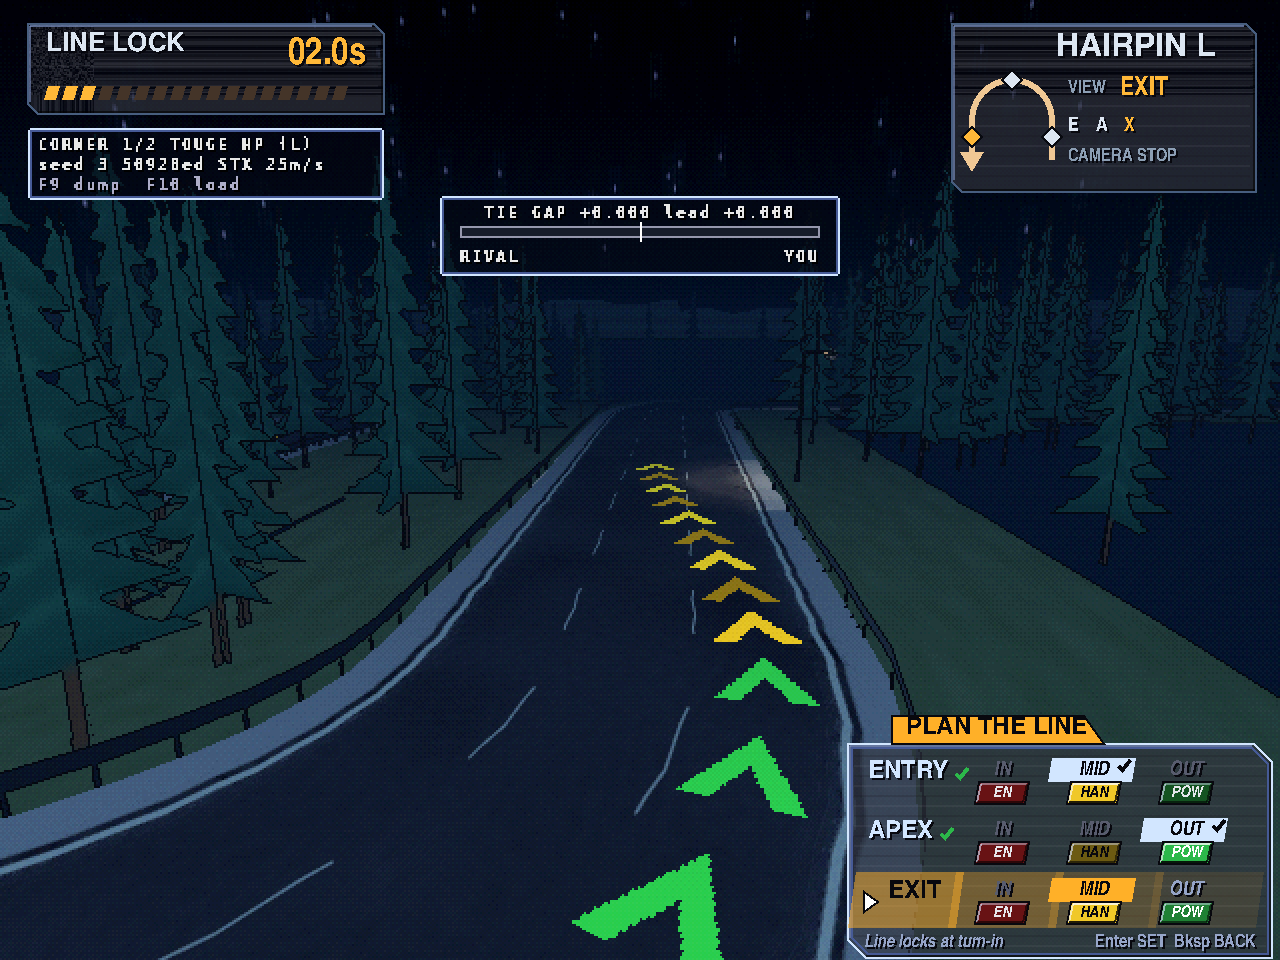 LINE LOCK 02.0s
CORNER 1/2 TOUGE HP (L)
seed 3 50928ed STX 25m/s
F9 dump F10 load
HAIRPIN L
VIEW EXIT
E A X
CAMERA STOP
TIE GAP +0.000 lead +0.000
RIVAL YOU
PLAN THE LINE
ENTRY IN MID OUT
EN HAN POW
APEX IN MID OUT
EN HAN POW
EXIT IN MID OUT
EN HAN POW
Line locks at turn-in Enter SET Bksp BACK